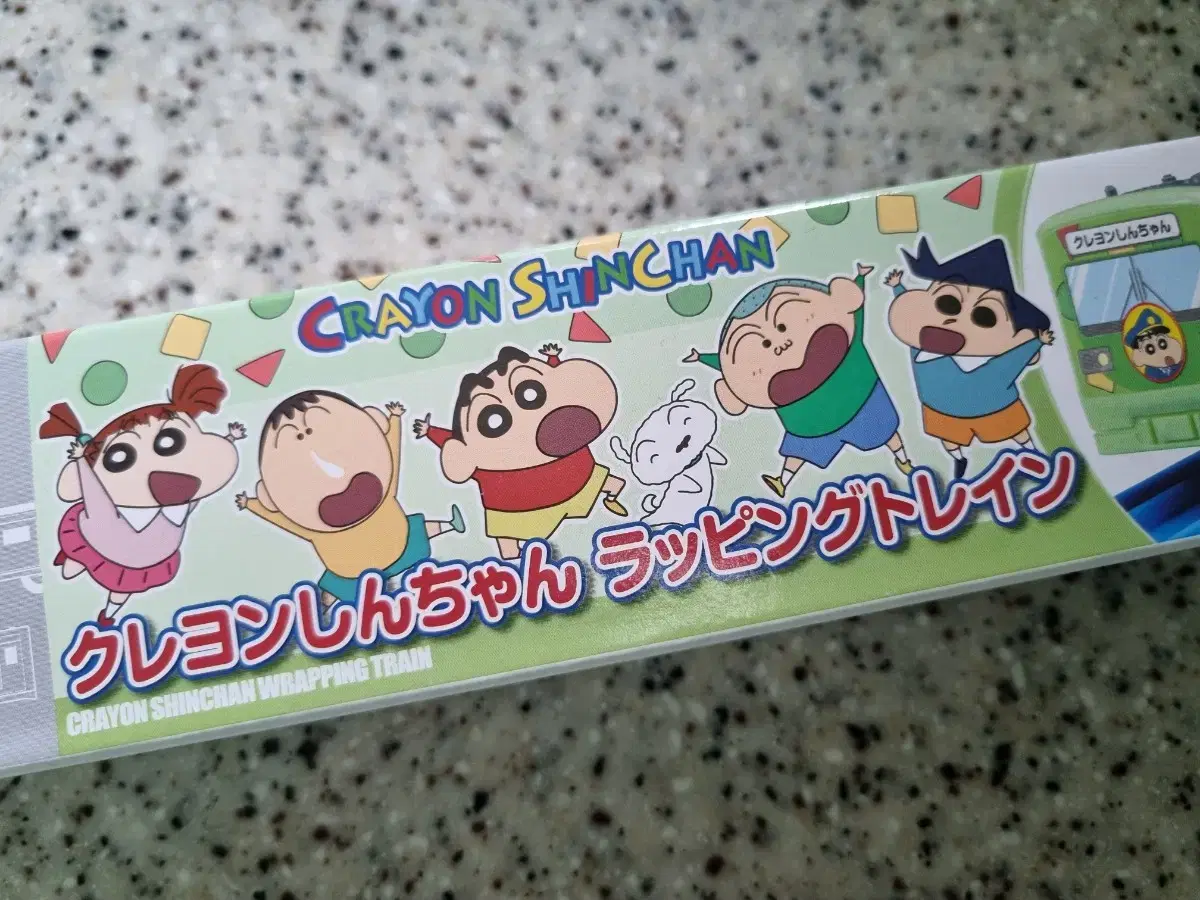 CRAYON SHINCHAN
クレヨンしんちゃん
クレヨンしんちゃん ラッピングトレイン
CRAYON SHINCHAN WRAPPING TRAIN